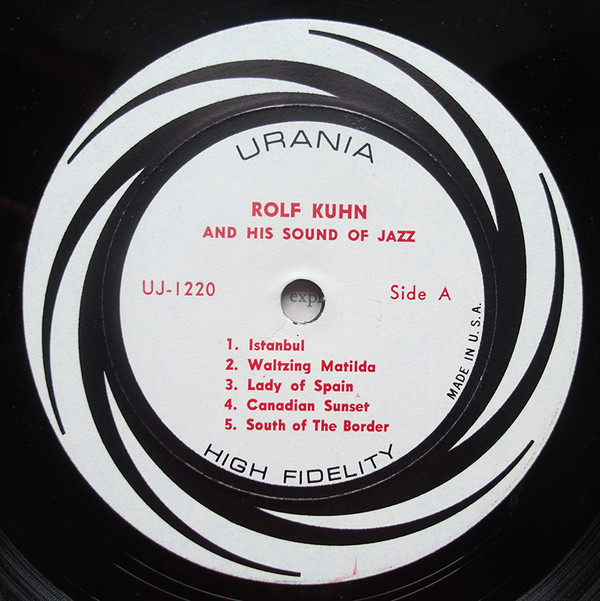 URANIA
ROLF KUHN
AND HIS SOUND OF JAZZ
UJ-1220
Side A
expr
1. Istanbul
2. Waltzing Matilda
3. Lady of Spain
4. Canadian Sunset
5. South of The Border
MADE IN U.S.A.
HIGH FIDELITY